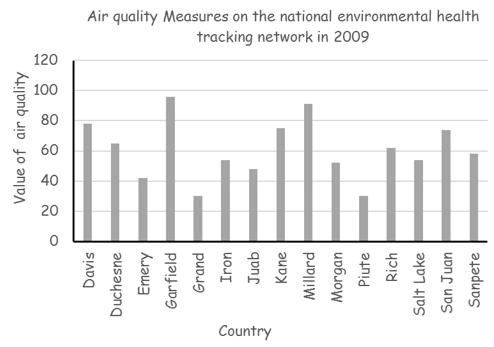 Air quality Measures on the national environmental health
tracking network in 2009
Value of air quality
120
100
80
60
40
20
0
Davis
Duchesne
Emery
Garfield
Grand
Iron
Juab
Kane
Millard
Morgan
Piute
Rich
Salt Lake
San Juan
Sanpete
Country